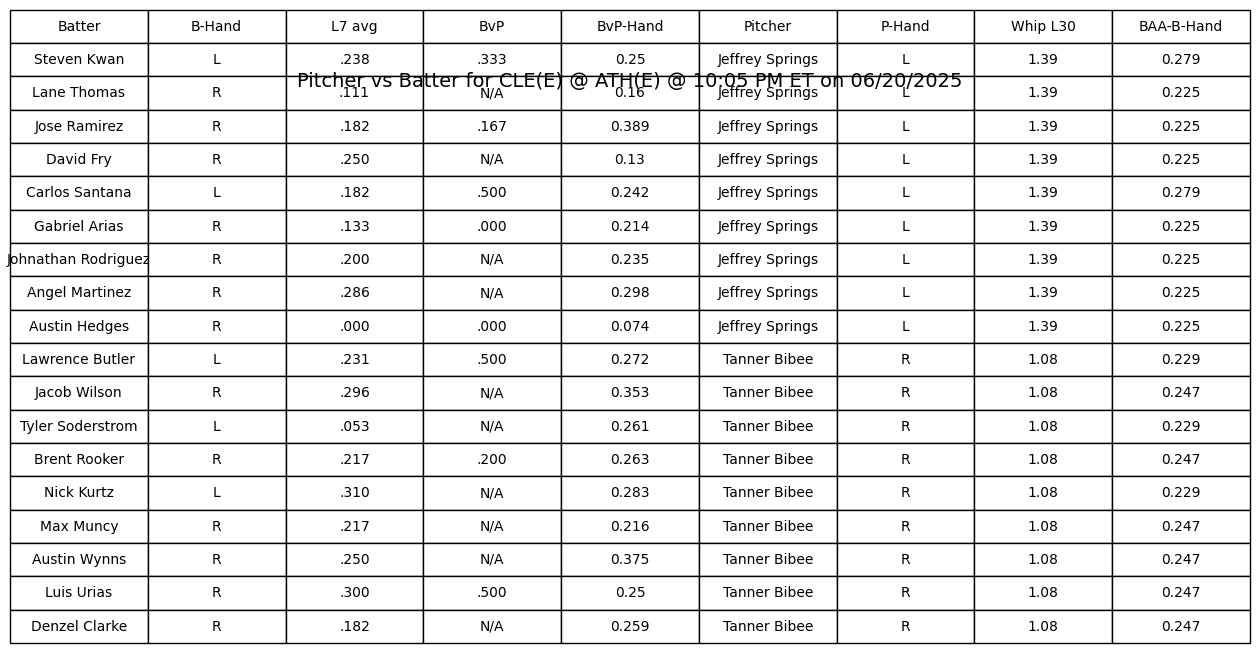 Batter B-Hand L7 avg BvP BvP-Hand Pitcher P-Hand Whip L30 BAA-B-Hand
Steven Kwan L .238 .333 0.25 Jeffrey Springs L 1.39 0.279
Pitcher vs Batter for CLE(E) @ ATH(E) @ 10:05 PM ET on 06/20/2025
Lane Thomas R .111 N/A 0.16 Jeffrey Springs L 1.39 0.225
Jose Ramirez R .182 .167 0.389 Jeffrey Springs L 1.39 0.225
David Fry R .250 N/A 0.13 Jeffrey Springs L 1.39 0.225
Carlos Santana L .182 .500 0.242 Jeffrey Springs L 1.39 0.279
Gabriel Arias R .133 .000 0.214 Jeffrey Springs L 1.39 0.225
Johnathan Rodriguez R .200 N/A 0.235 Jeffrey Springs L 1.39 0.225
Angel Martinez R .286 N/A 0.298 Jeffrey Springs L 1.39 0.225
Austin Hedges R .000 .000 0.074 Jeffrey Springs L 1.39 0.225
Lawrence Butler L .231 .500 0.272 Tanner Bibee R 1.08 0.229
Jacob Wilson R .296 N/A 0.353 Tanner Bibee R 1.08 0.247
Tyler Soderstrom L .053 N/A 0.261 Tanner Bibee R 1.08 0.229
Brent Rooker R .217 .200 0.263 Tanner Bibee R 1.08 0.247
Nick Kurtz L .310 N/A 0.283 Tanner Bibee R 1.08 0.229
Max Muncy R .217 N/A 0.216 Tanner Bibee R 1.08 0.247
Austin Wynns R .250 N/A 0.375 Tanner Bibee R 1.08 0.247
Luis Urias R .300 .500 0.25 Tanner Bibee R 1.08 0.247
Denzel Clarke R .182 N/A 0.259 Tanner Bibee R 1.08 0.247